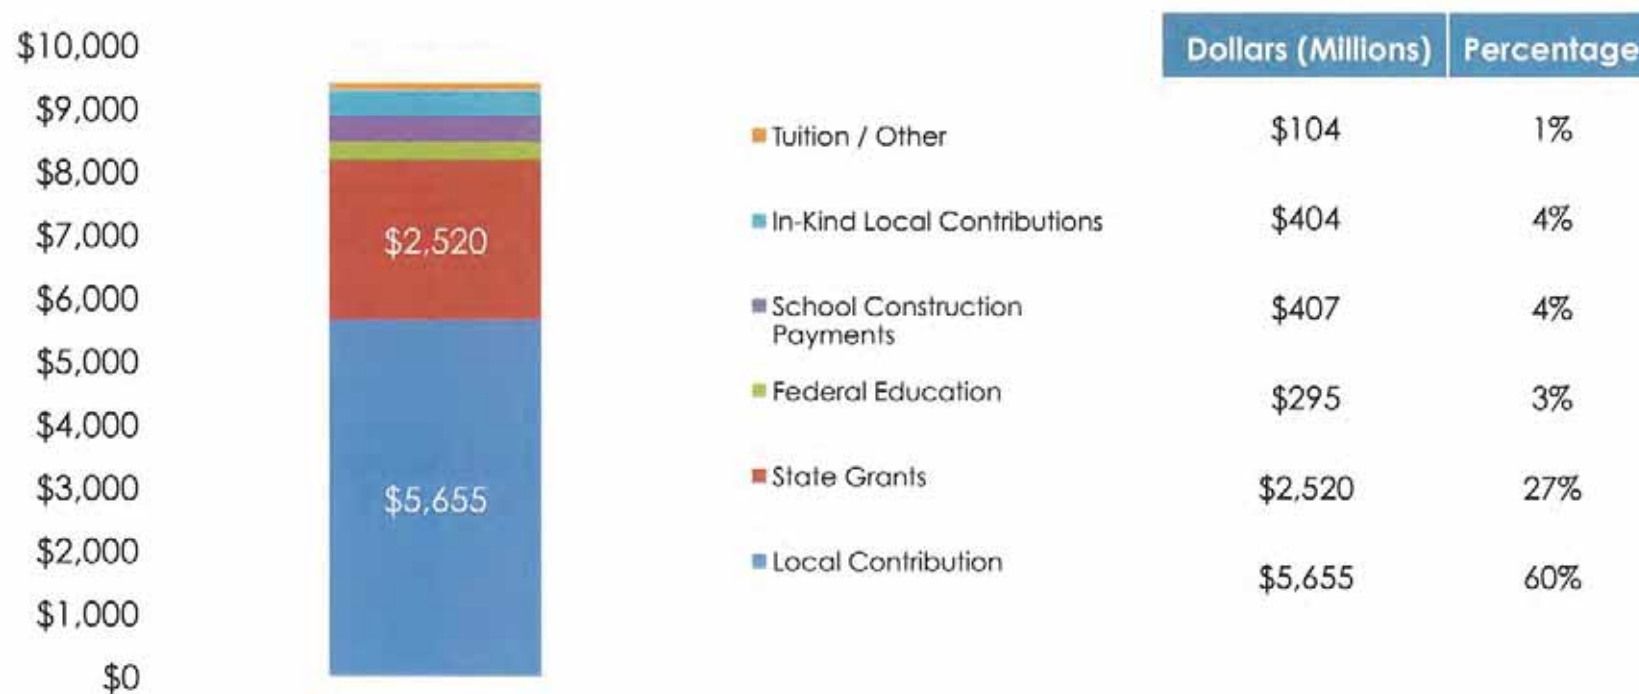 $10,000
$9,000
$8,000
$7,000
$6,000
$5,000
$4,000
$3,000
$2,000
$1,000
$0
$2,520
$5,655
Dollars (Millions) Percentage
Tuition / Other $104 1%
In-Kind Local Contributions $404 4%
School Construction
Payments $407 4%
Federal Education $295 3%
State Grants $2,520 27%
Local Contribution $5,655 60%